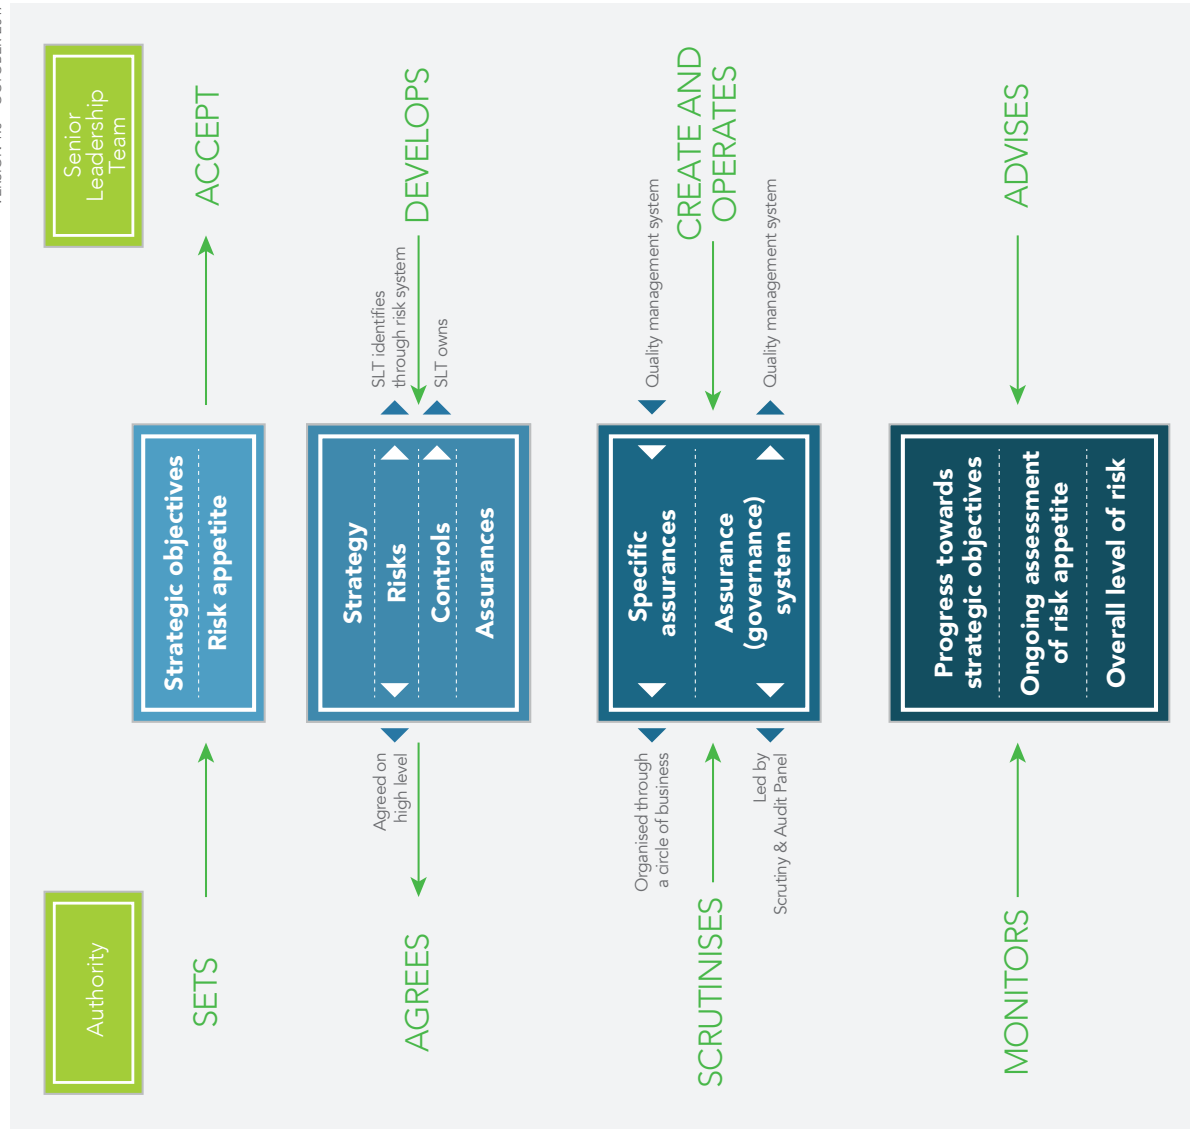 Authority
Senior
Leadership
Team
SETS
Strategic objectives
Risk appetite
ACCEPT
AGREES
Agreed on
high level
Strategy
Risks
Controls
Assurances
SLT identifies
through risk system
SLT owns
DEVELOPS
SCRUTINISES
Organised through
a circle of business
Led by
Scrutiny & Audit Panel
Specific
assurances
Assurance
(governance)
system
Quality management system
Quality management system
CREATE AND
OPERATES
MONITORS
Progress towards
strategic objectives
Ongoing assessment
of risk appetite
Overall level of risk
ADVISES